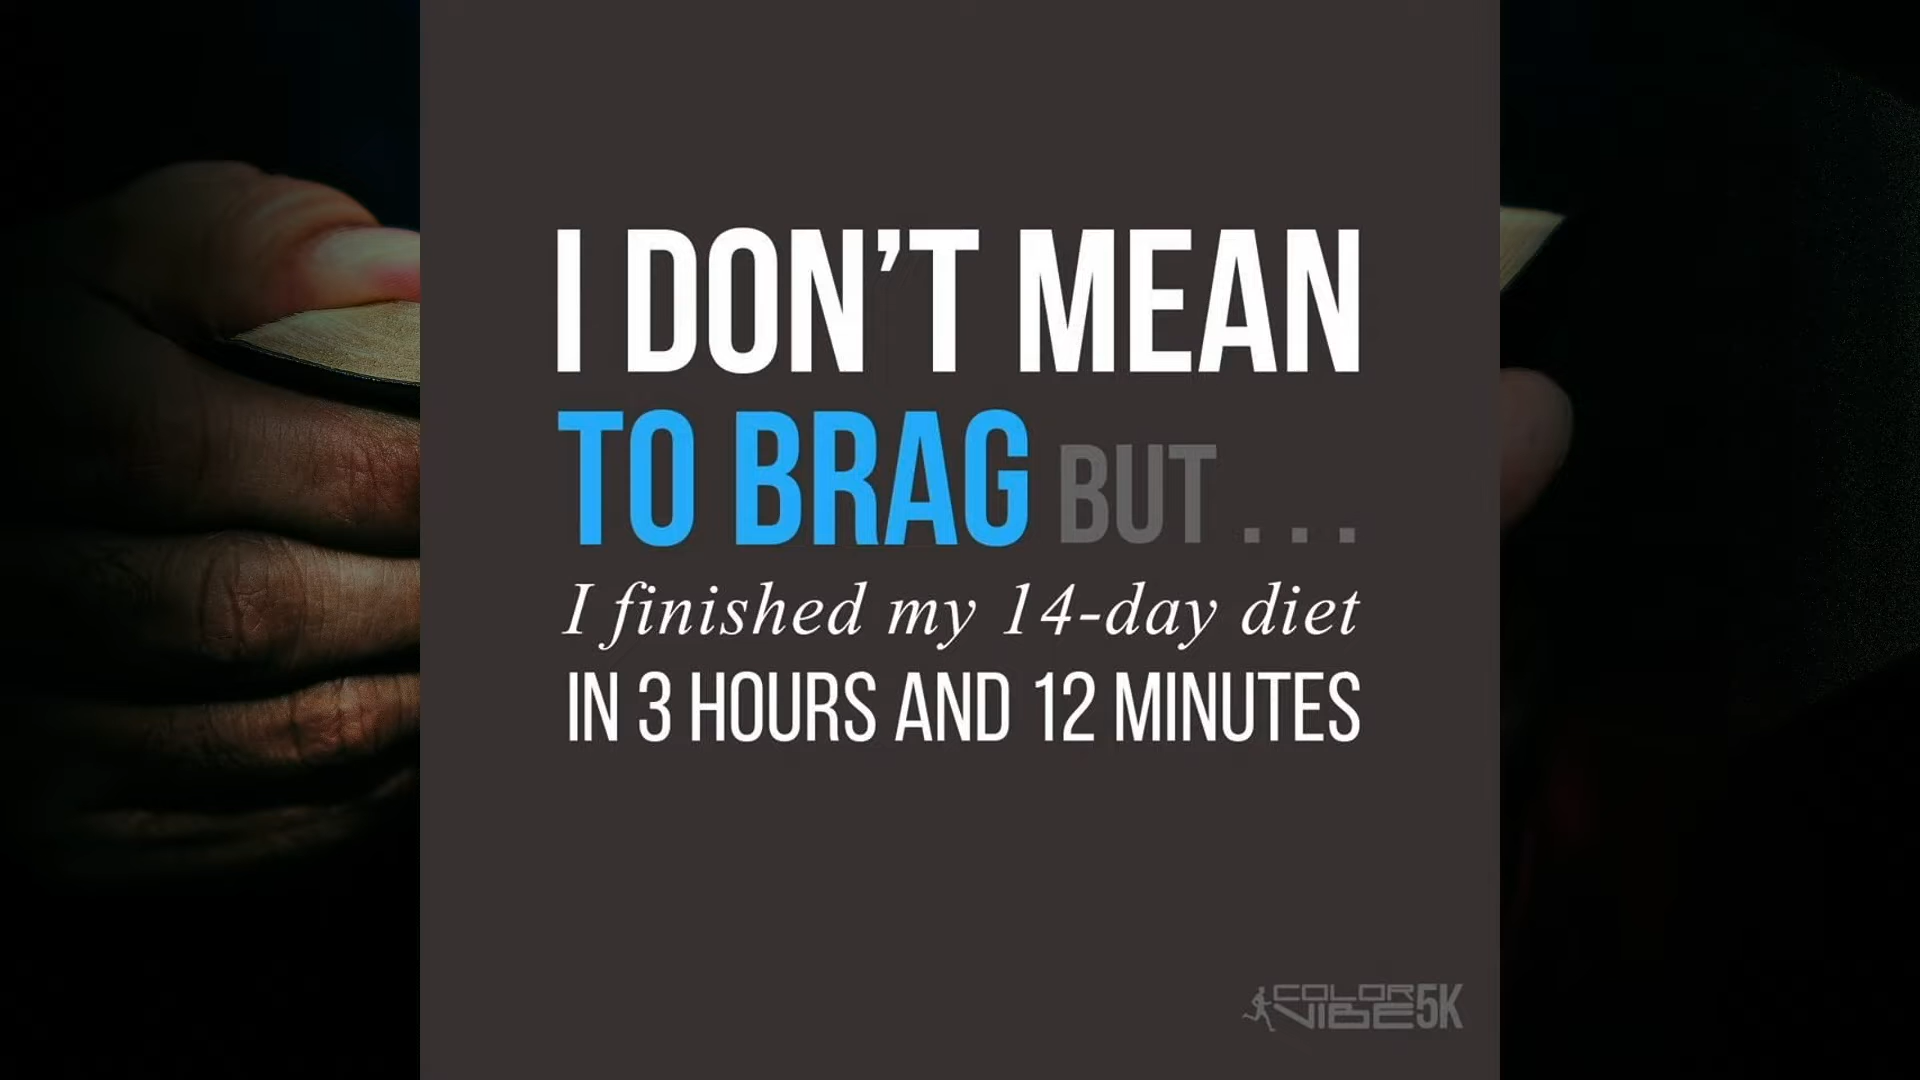 I DON’T MEAN
TO BRAG BUT...
I finished my 14-day diet
IN 3 HOURS AND 12 MINUTES
COLOR
VIBE 5K